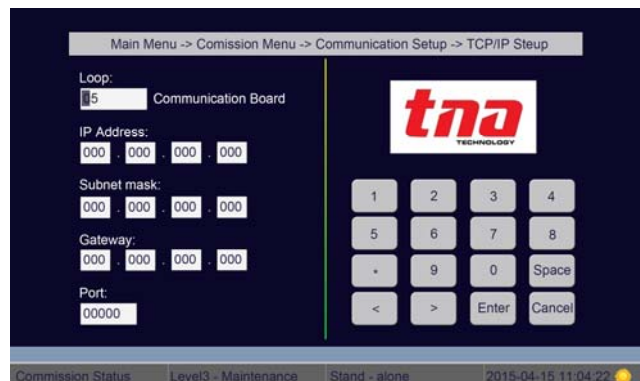 Main Menu -> Comission Menu -> Communication Setup -> TCP/IP Steup
Loop:
05 Communication Board
IP Address:
000 . 000 . 000 . 000
Subnet mask:
000 . 000 . 000 . 000
Gateway:
000 . 000 . 000 . 000
Port:
00000
tna
TECHNOLOGY
1 2 3 4
5 6 7 8
* 9 0 Space
< > Enter Cancel
Commission Status Level3 - Maintenance Stand - alone 2015-04-15 11:04:22